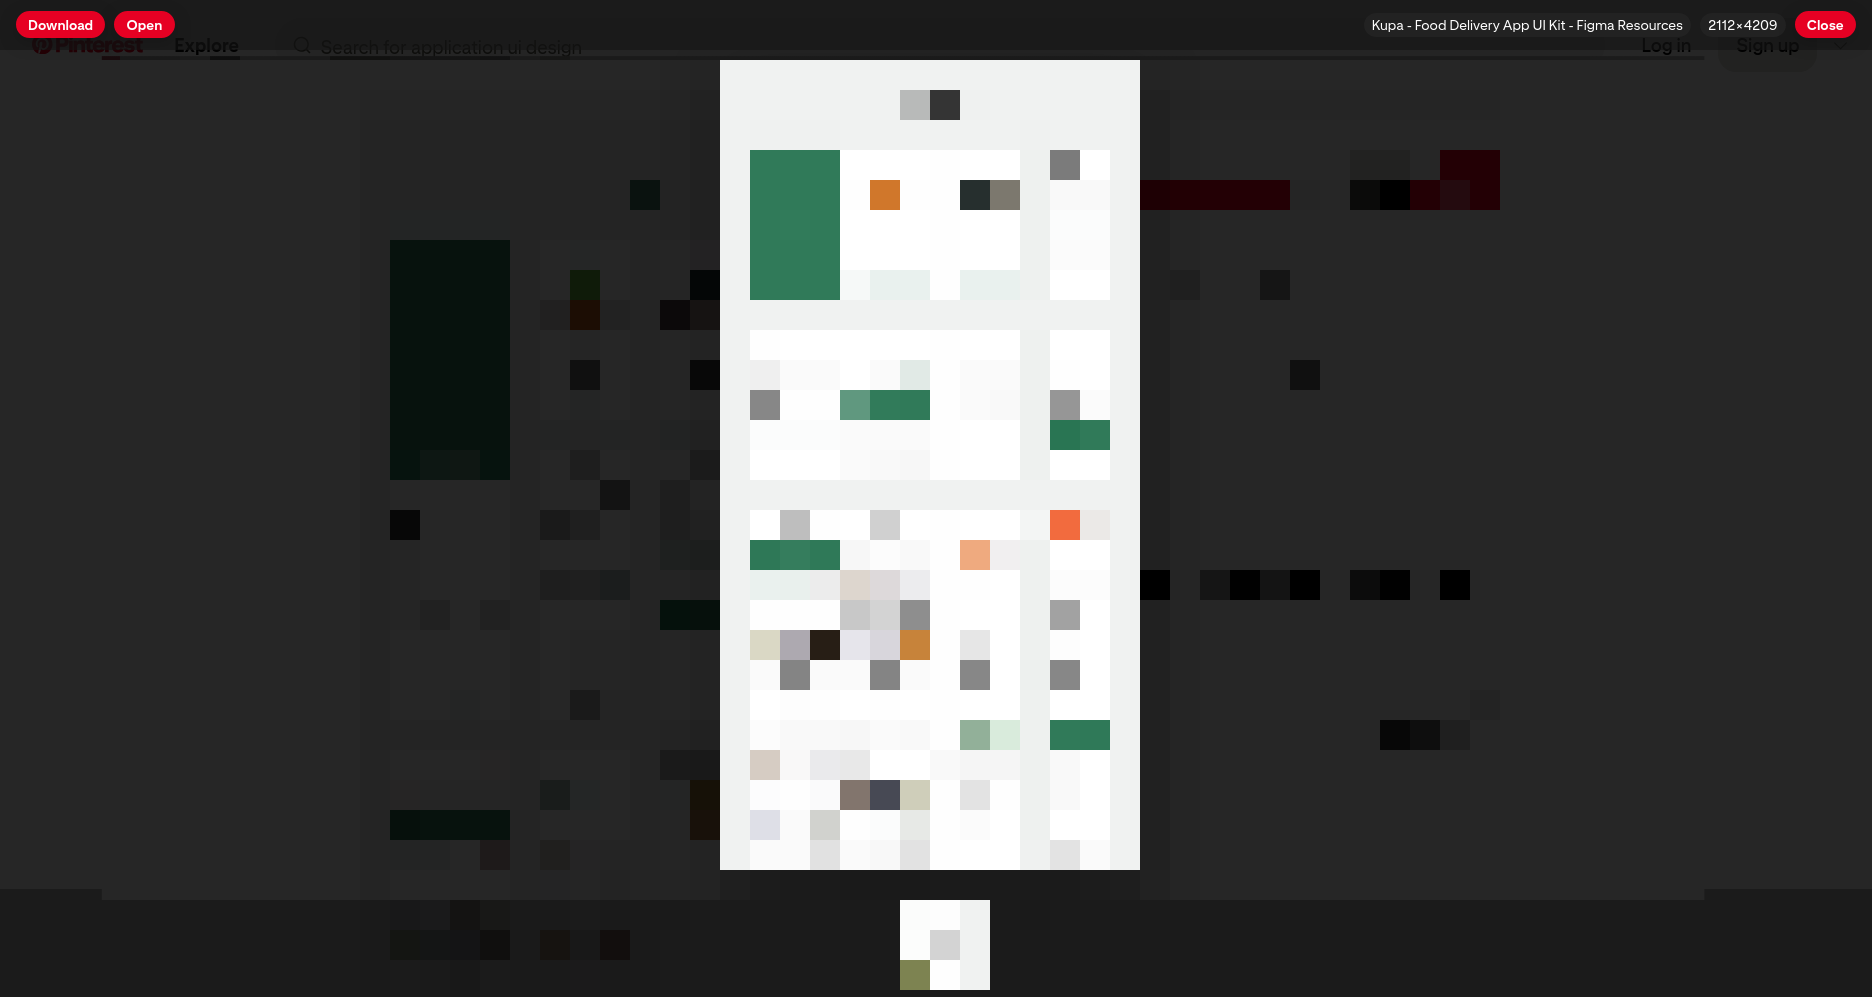 Download
Open
Kupa - Food Delivery App UI Kit - Figma Resources
2112×4209
Close
Pinterest
Explore
Search for application ui design
Log in
Sign up